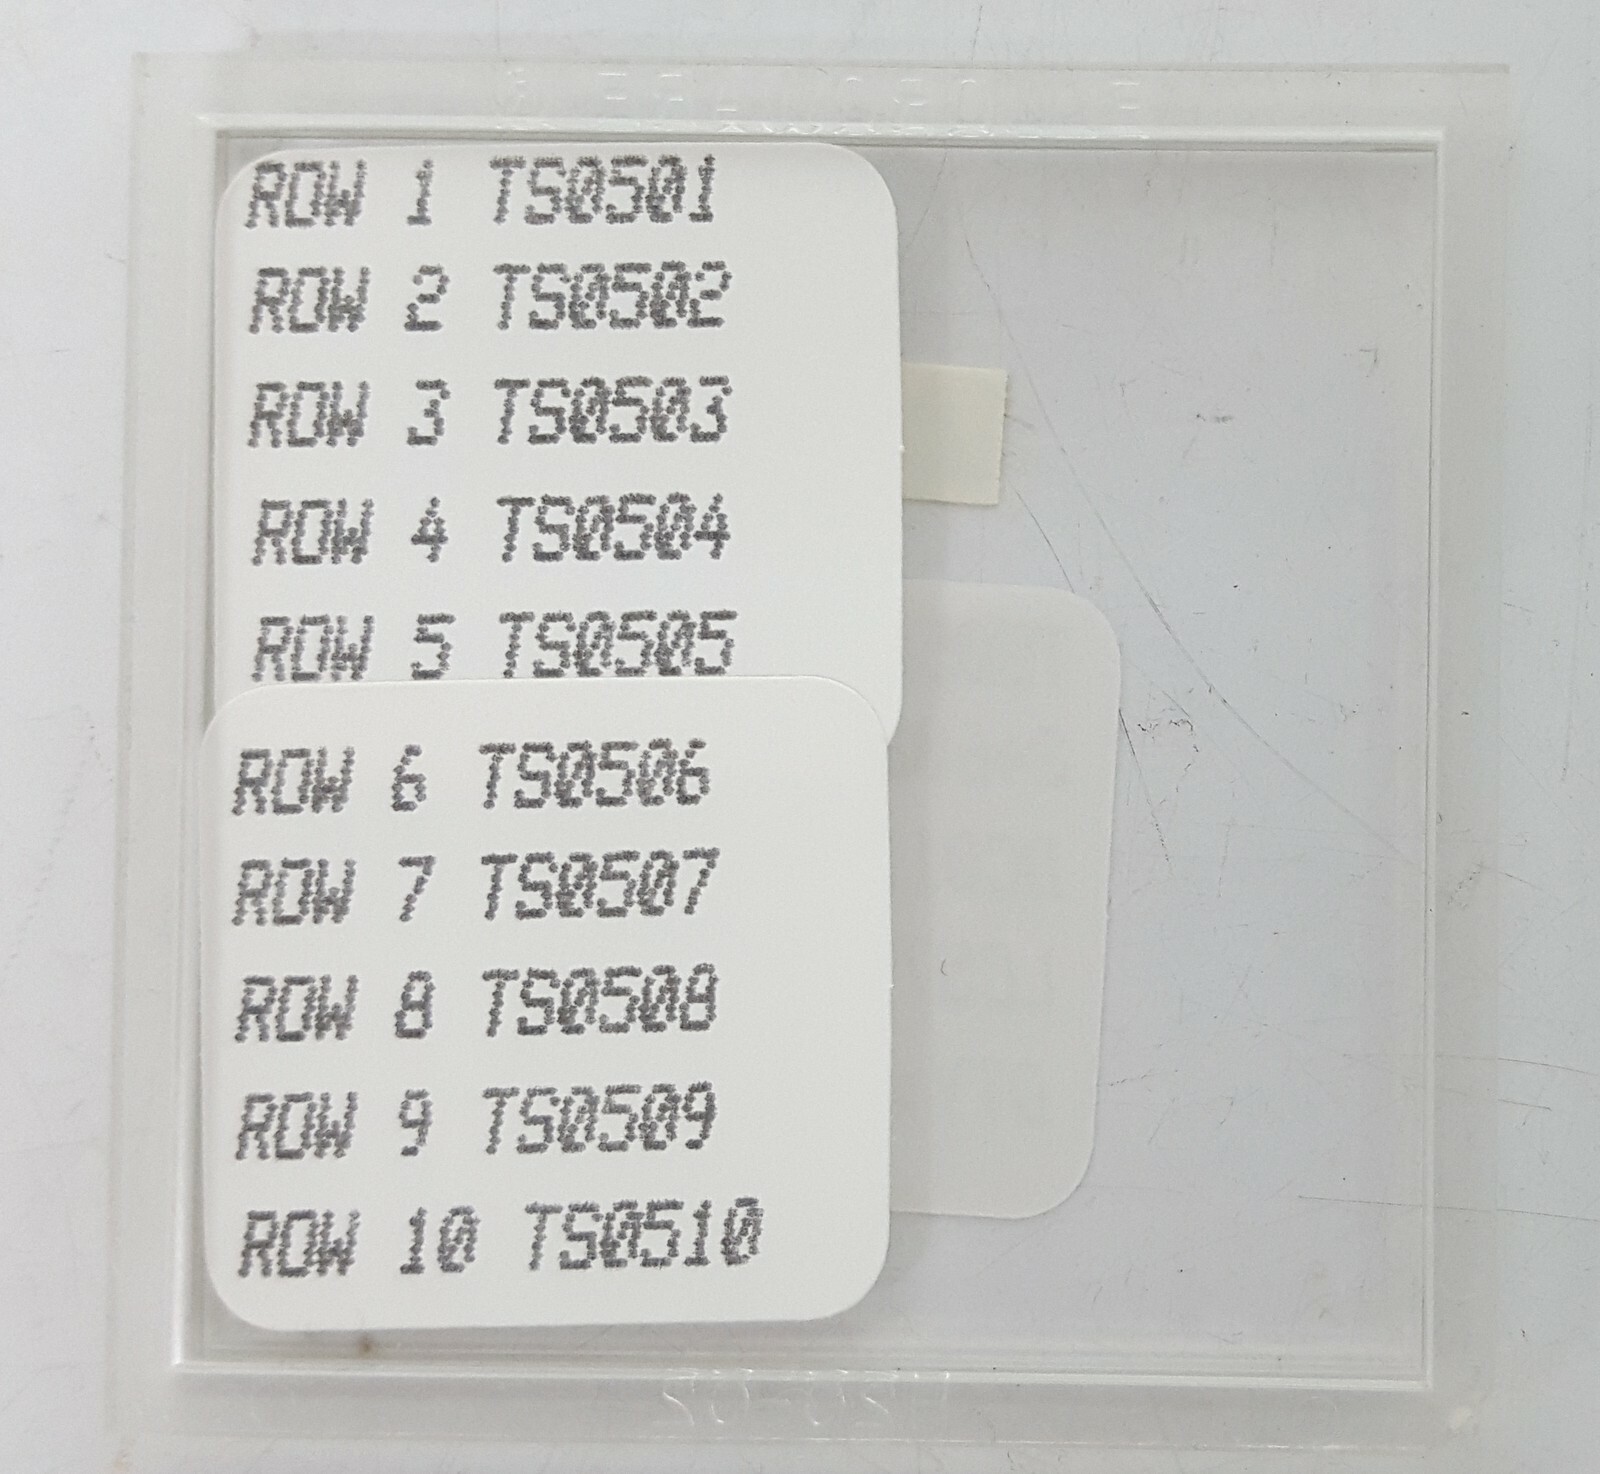 ROW 1 TS0501
ROW 2 TS0502
ROW 3 TS0503
ROW 4 TS0504
ROW 5 TS0505
ROW 6 TS0506
ROW 7 TS0507
ROW 8 TS0508
ROW 9 TS0509
ROW 10 TS0510